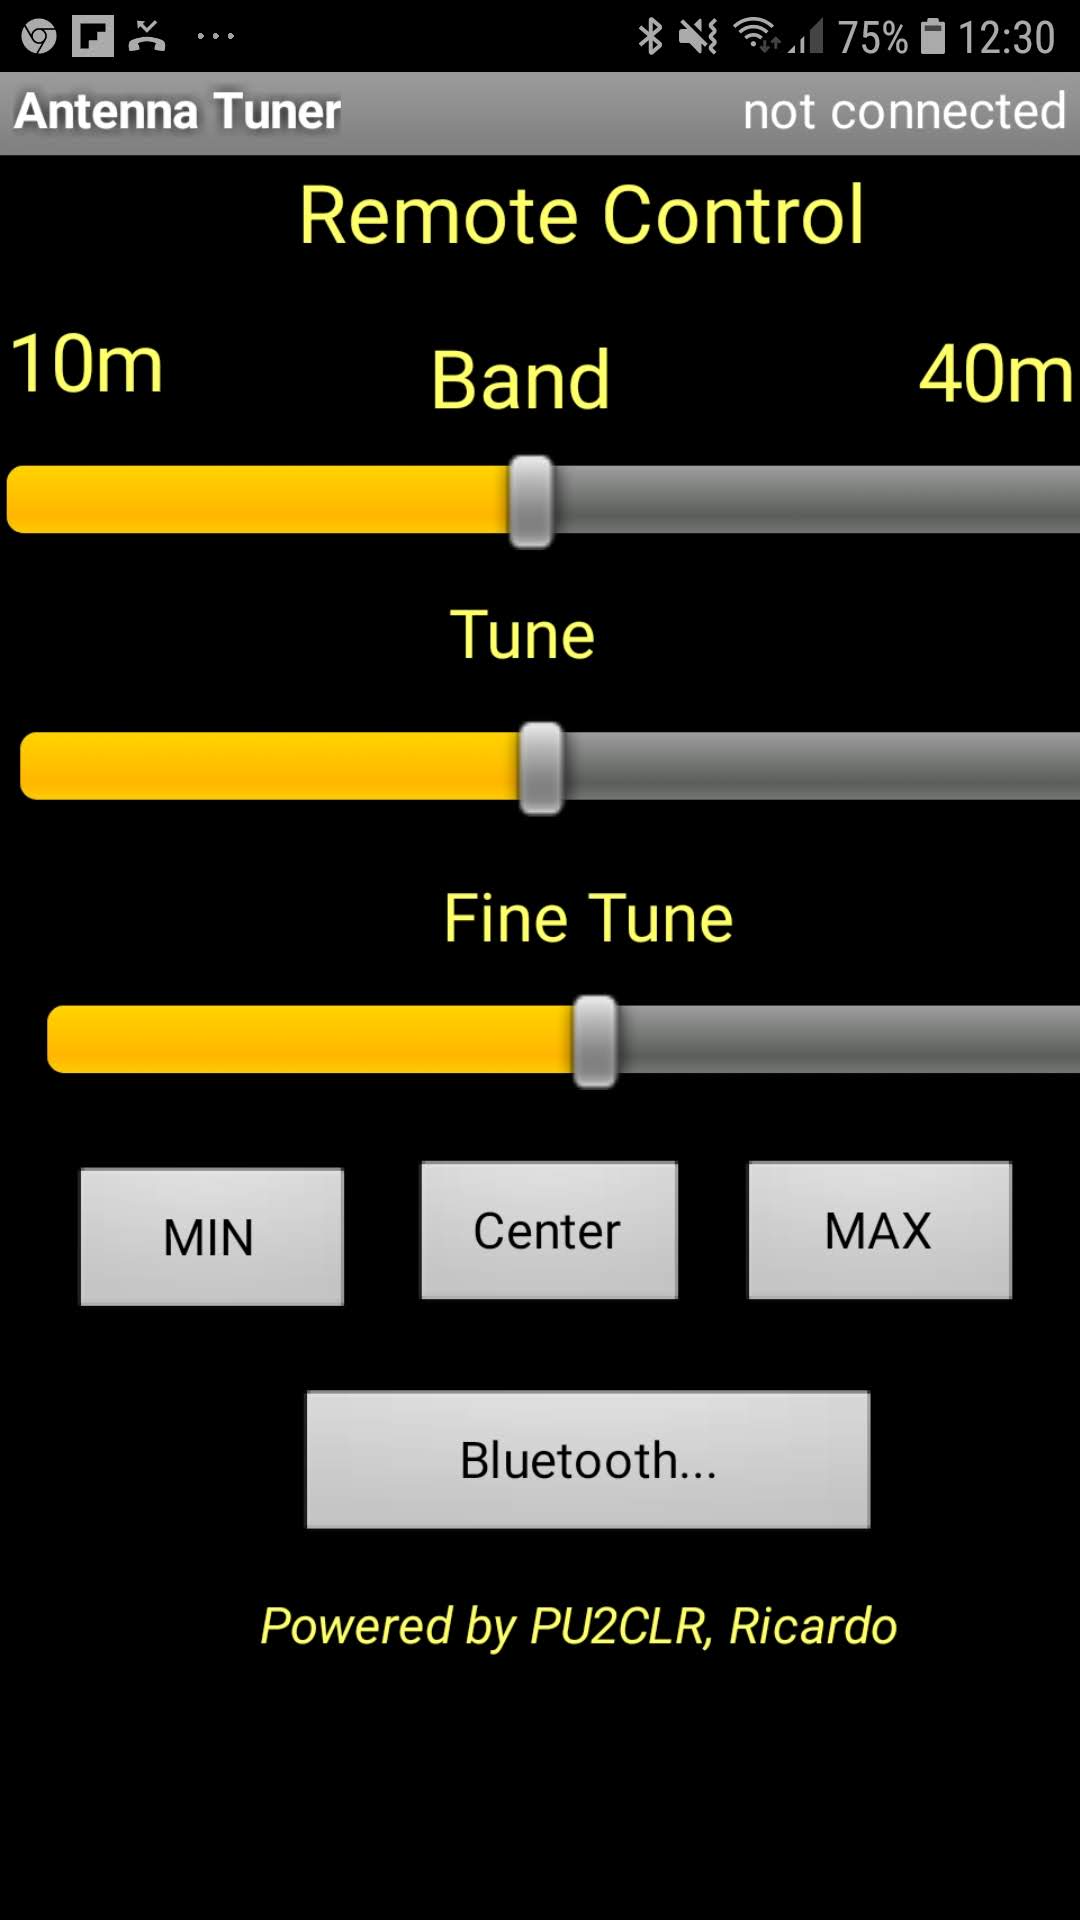 75% 12:30
Antenna Tuner not connected
Remote Control
10m Band 40m
Tune
Fine Tune
MIN Center MAX
Bluetooth...
Powered by PU2CLR, Ricardo